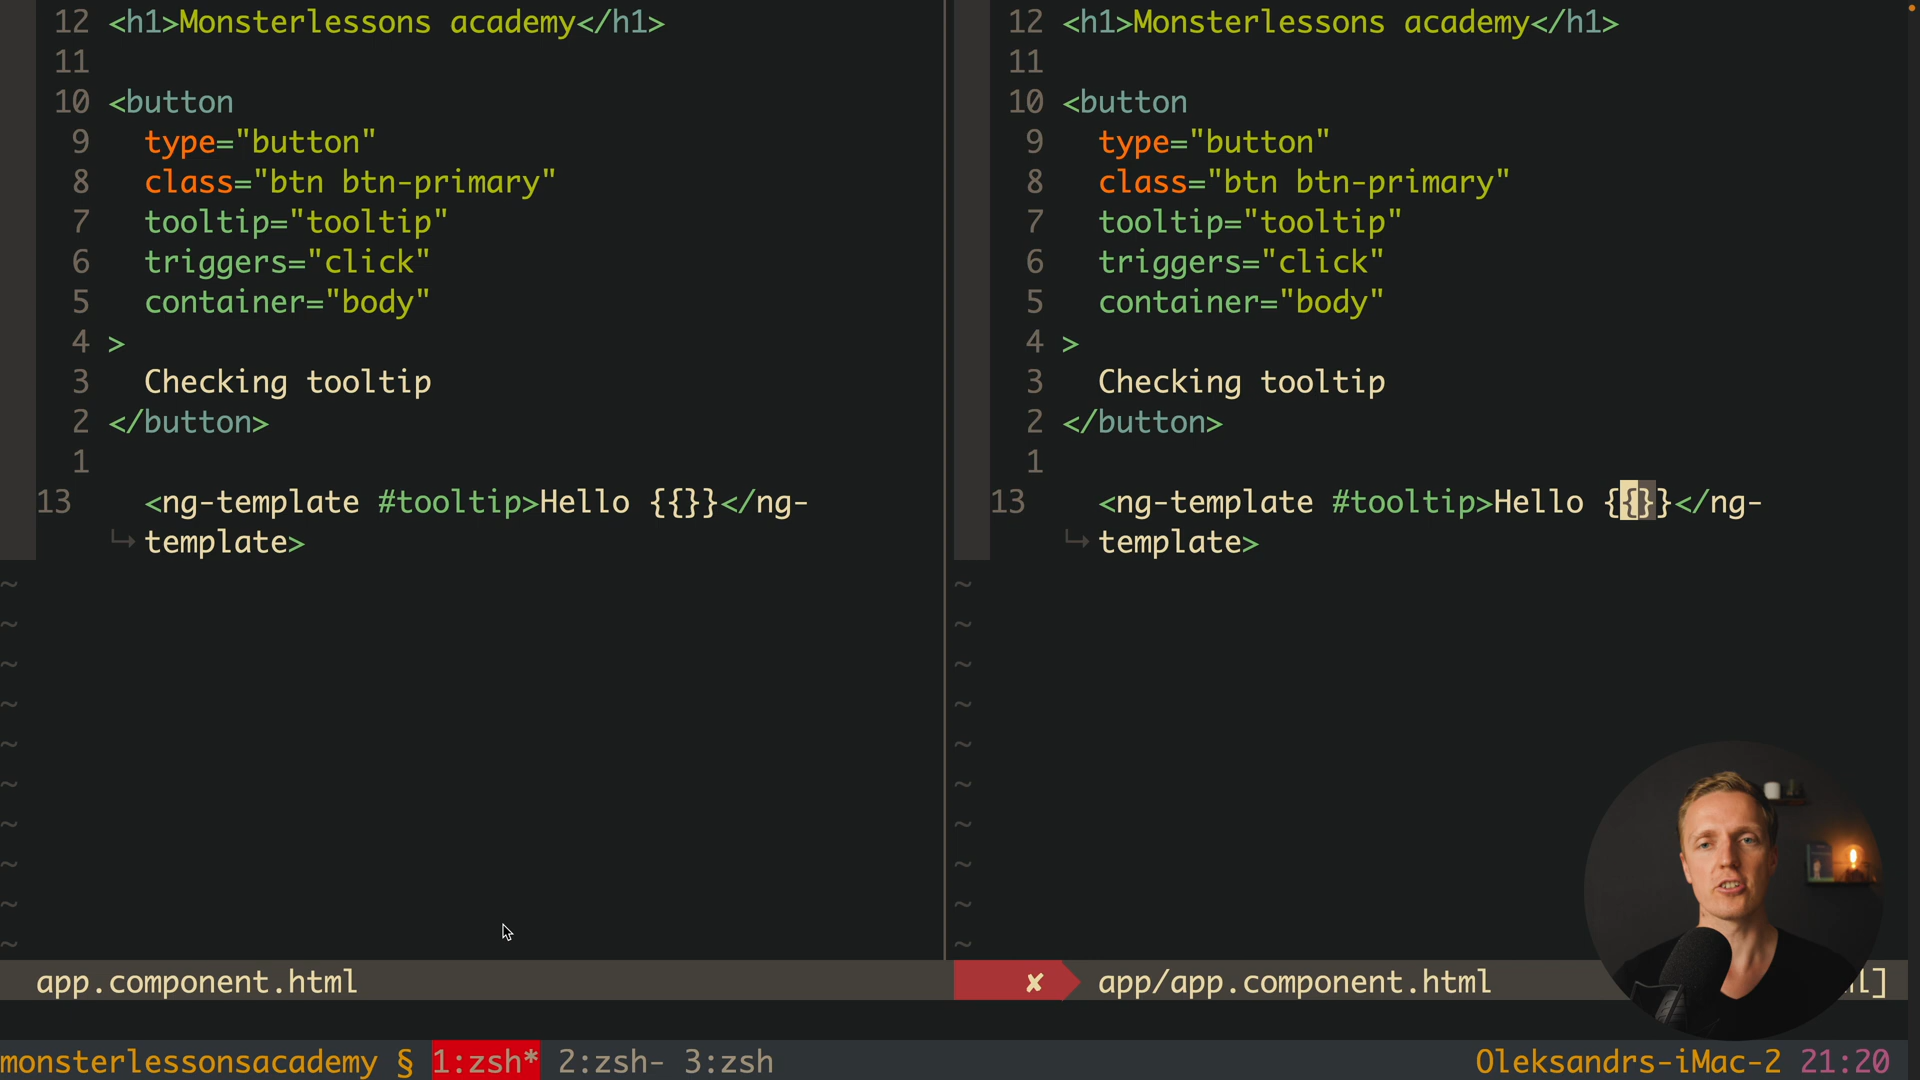 12 <h1>Monsterlessons academy</h1>
11
10 <button
9 type="button"
8 class="btn btn-primary"
7 tooltip="tooltip"
6 triggers="click"
5 container="body"
4 >
3 Checking tooltip
2 </button>
1
13 <ng-template #tooltip>Hello {{}}</ng-
↳ template>
~
~
~
~
~
~
~
~
~
~
app.component.html
12 <h1>Monsterlessons academy</h1>
11
10 <button
9 type="button"
8 class="btn btn-primary"
7 tooltip="tooltip"
6 triggers="click"
5 container="body"
4 >
3 Checking tooltip
2 </button>
1
13 <ng-template #tooltip>Hello {{}}</ng-
↳ template>
~
~
~
~
~
~
~
~
~
~
✘ app/app.component.html
monsterlessonsacademy § 1:zsh* 2:zsh- 3:zsh
Oleksandrs-iMac-2 21:20